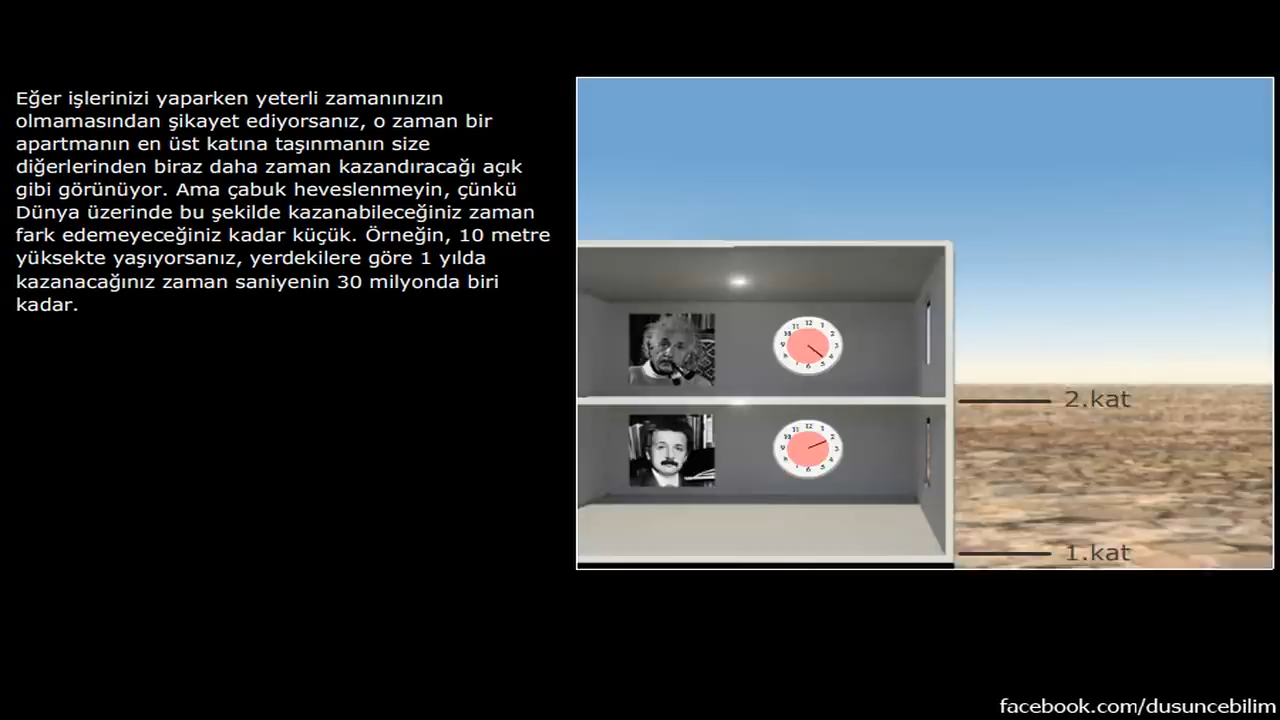 Eğer işlerinizi yaparken yeterli zamanınızın
olmamasından şikayet ediyorsanız, o zaman bir
apartmanın en üst katına taşınmanın size
diğerlerinden biraz daha zaman kazandıracağı açık
gibi görünüyor. Ama çabuk heveslenmeyin, çünkü
Dünya üzerinde bu şekilde kazanabileceğiniz zaman
fark edemeyeceğiniz kadar küçük. Örneğin, 10 metre
yüksekte yaşıyorsanız, yerdekilere göre 1 yılda
kazanacağınız zaman saniyenin 30 milyonda biri
kadar.
2.kat
1.kat
facebook.com/dusuncebilim